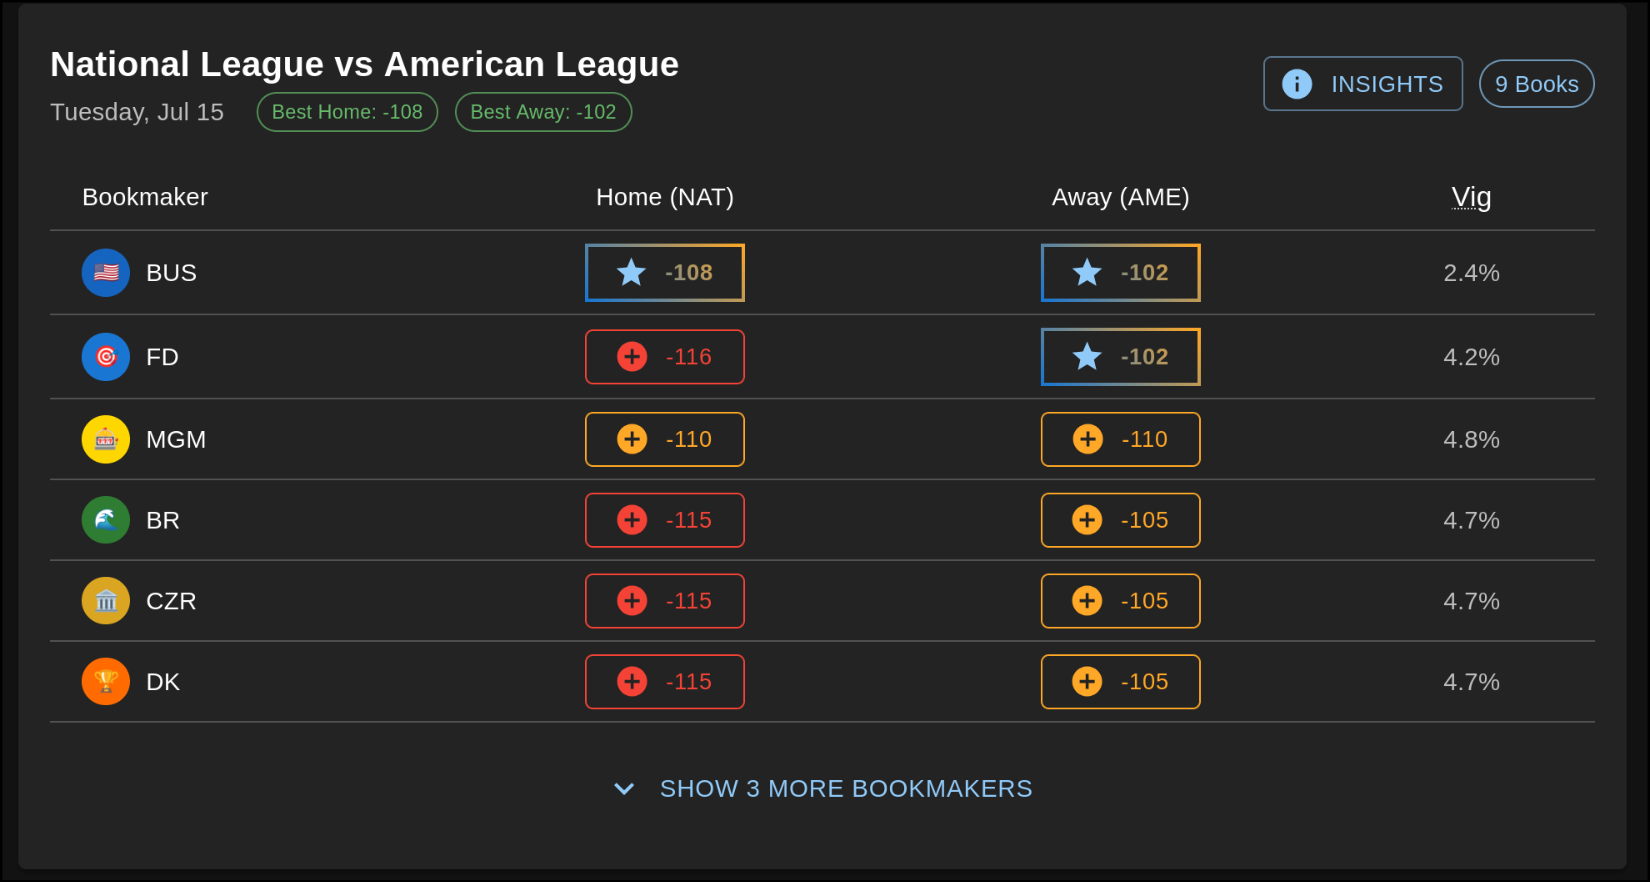 National League vs American League
Tuesday, Jul 15 Best Home: -108 Best Away: -102
INSIGHTS 9 Books
Bookmaker Home (NAT) Away (AME) Vig
BUS -108 -102 2.4%
FD -116 -102 4.2%
MGM -110 -110 4.8%
BR -115 -105 4.7%
CZR -115 -105 4.7%
DK -115 -105 4.7%
SHOW 3 MORE BOOKMAKERS